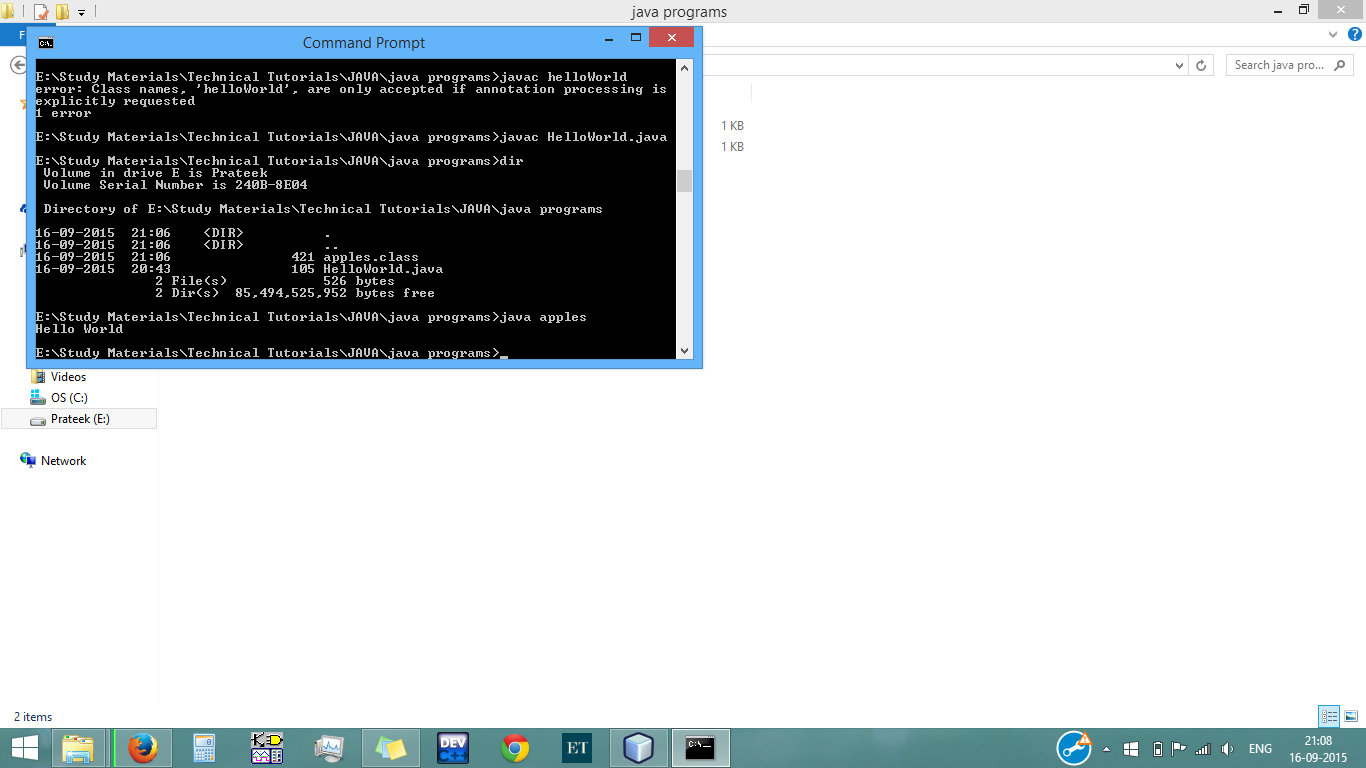 java programs
F
Command Prompt
E:\Study Materials\Technical Tutorials\JAVA\java programs>javac helloWorld
error: Class names, 'helloWorld', are only accepted if annotation processing is
explicitly requested
1 error
E:\Study Materials\Technical Tutorials\JAVA\java programs>javac HelloWorld.java
E:\Study Materials\Technical Tutorials\JAVA\java programs>dir
Volume in drive E is Prateek
Volume Serial Number is 240B-8E04
Directory of E:\Study Materials\Technical Tutorials\JAVA\java programs
16-09-2015  21:06    <DIR>          .
16-09-2015  21:06    <DIR>          ..
16-09-2015  21:06               421 apples.class
16-09-2015  20:43               105 HelloWorld.java
2 File(s)            526 bytes
2 Dir(s)  85,494,525,952 bytes free
E:\Study Materials\Technical Tutorials\JAVA\java programs>java apples
Hello World
E:\Study Materials\Technical Tutorials\JAVA\java programs>_
Search java pro...
1 KB
1 KB
Videos
OS (C:)
Prateek (E:)
Network
2 items
DEV C++
ET
C:\._
ENG
21:08
16-09-2015